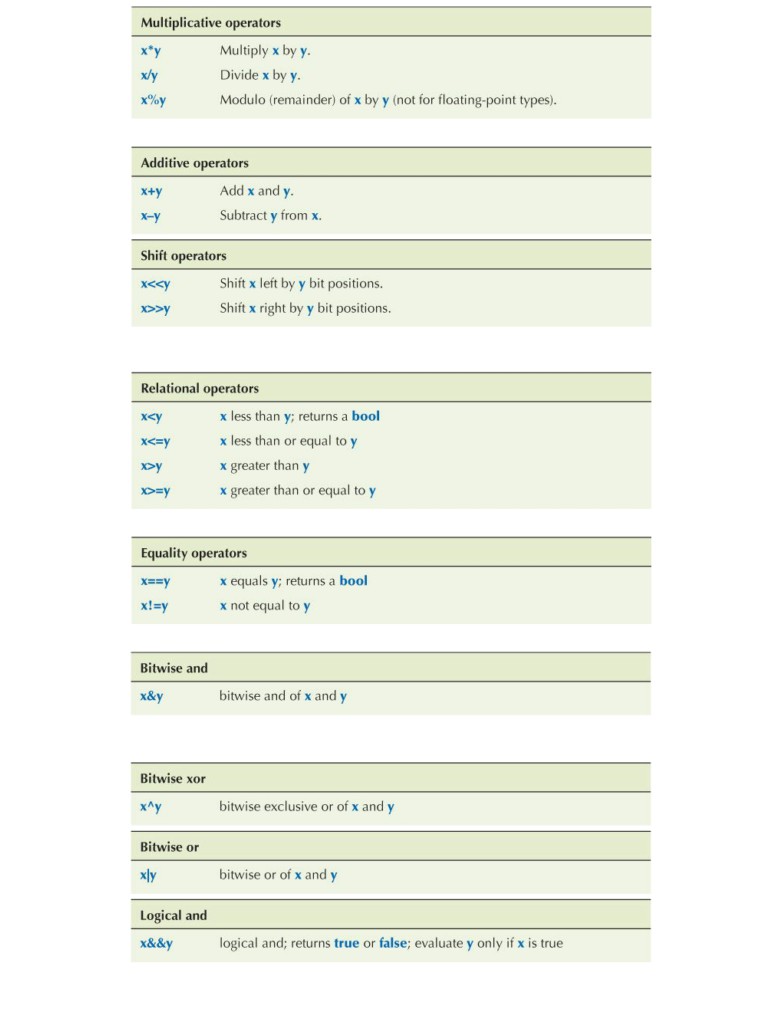 Multiplicative operators
x*y Multiply x by y.
x/y Divide x by y.
x%y Modulo (remainder) of x by y (not for floating-point types).
Additive operators
x+y Add x and y.
x–y Subtract y from x.
Shift operators
x<<y Shift x left by y bit positions.
x>>y Shift x right by y bit positions.
Relational operators
x<y x less than y; returns a bool
x<=y x less than or equal to y
x>y x greater than y
x>=y x greater than or equal to y
Equality operators
x==y x equals y; returns a bool
x!=y x not equal to y
Bitwise and
x&y bitwise and of x and y
Bitwise xor
x^y bitwise exclusive or of x and y
Bitwise or
x|y bitwise or of x and y
Logical and
x&&y logical and; returns true or false; evaluate y only if x is true